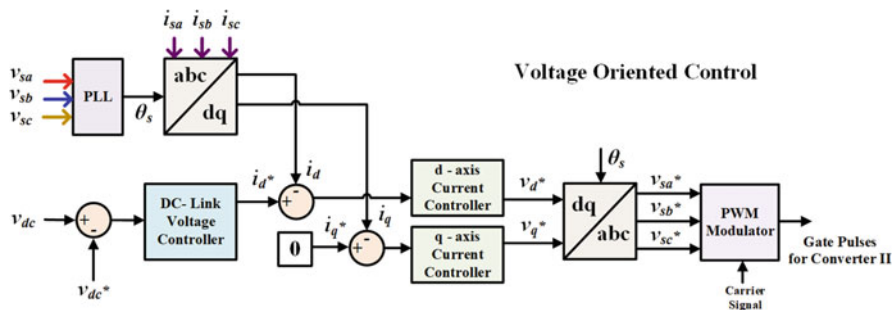 i_sa i_sb i_sc
v_sa
v_sb
v_sc
PLL
θ_s
abc
dq
Voltage Oriented Control
v_dc
+
-
v_dc*
DC- Link
Voltage
Controller
i_d*
+
-
i_d
0
i_q*
+
-
i_q
d - axis
Current
Controller
q - axis
Current
Controller
v_d*
v_q*
θ_s
dq
abc
v_sa*
v_sb*
v_sc*
PWM
Modulator
Carrier
Signal
Gate Pulses
for Converter II